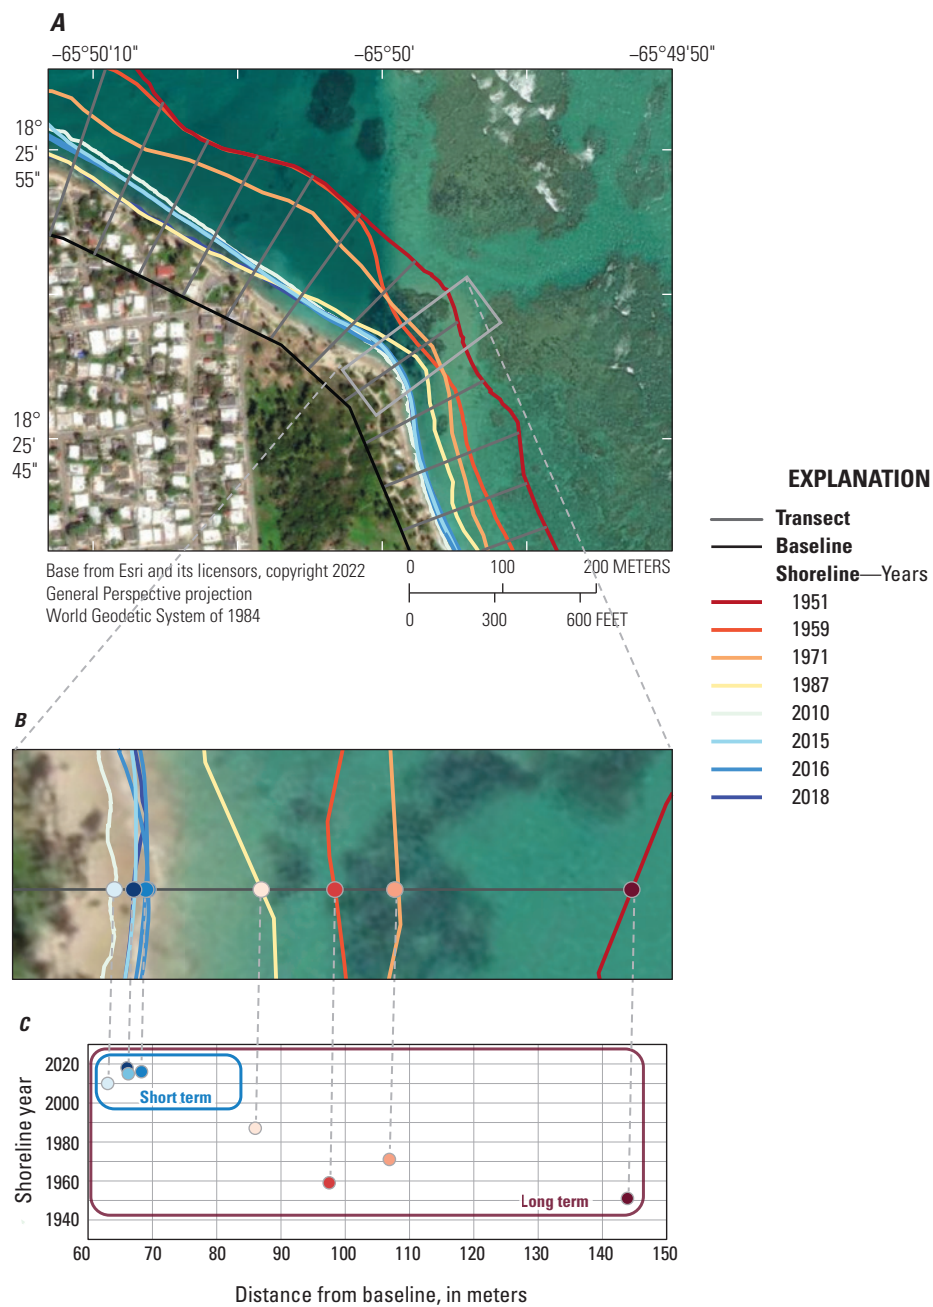 A
–65°50'10"
–65°50'
–65°49'50"
18°
25'
55"
18°
25'
45"
Base from Esri and its licensors, copyright 2022
General Perspective projection
World Geodetic System of 1984
0 100 200 METERS
0 300 600 FEET
EXPLANATION
Transect
Baseline
Shoreline—Years
1951
1959
1971
1987
2010
2015
2016
2018
B
C
Shoreline year
2020
2000
1980
1960
1940
Short term
Long term
60 70 80 90 100 110 120 130 140 150
Distance from baseline, in meters